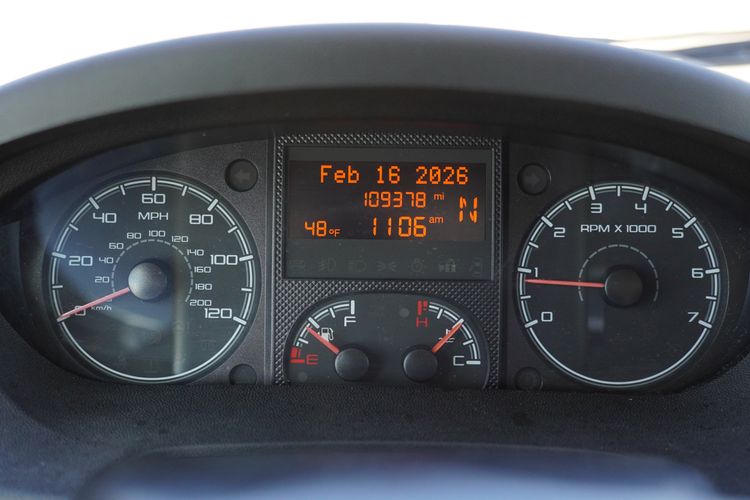 Feb 16 2026
109378 mi
N
48°F 1106 am
0 20 40 60 80 100 120
MPH
20 40 60 80 100 120 140 160 180 200
km/h
E F
H C
0 1 2 3 4 5 6 7
RPM X 1000